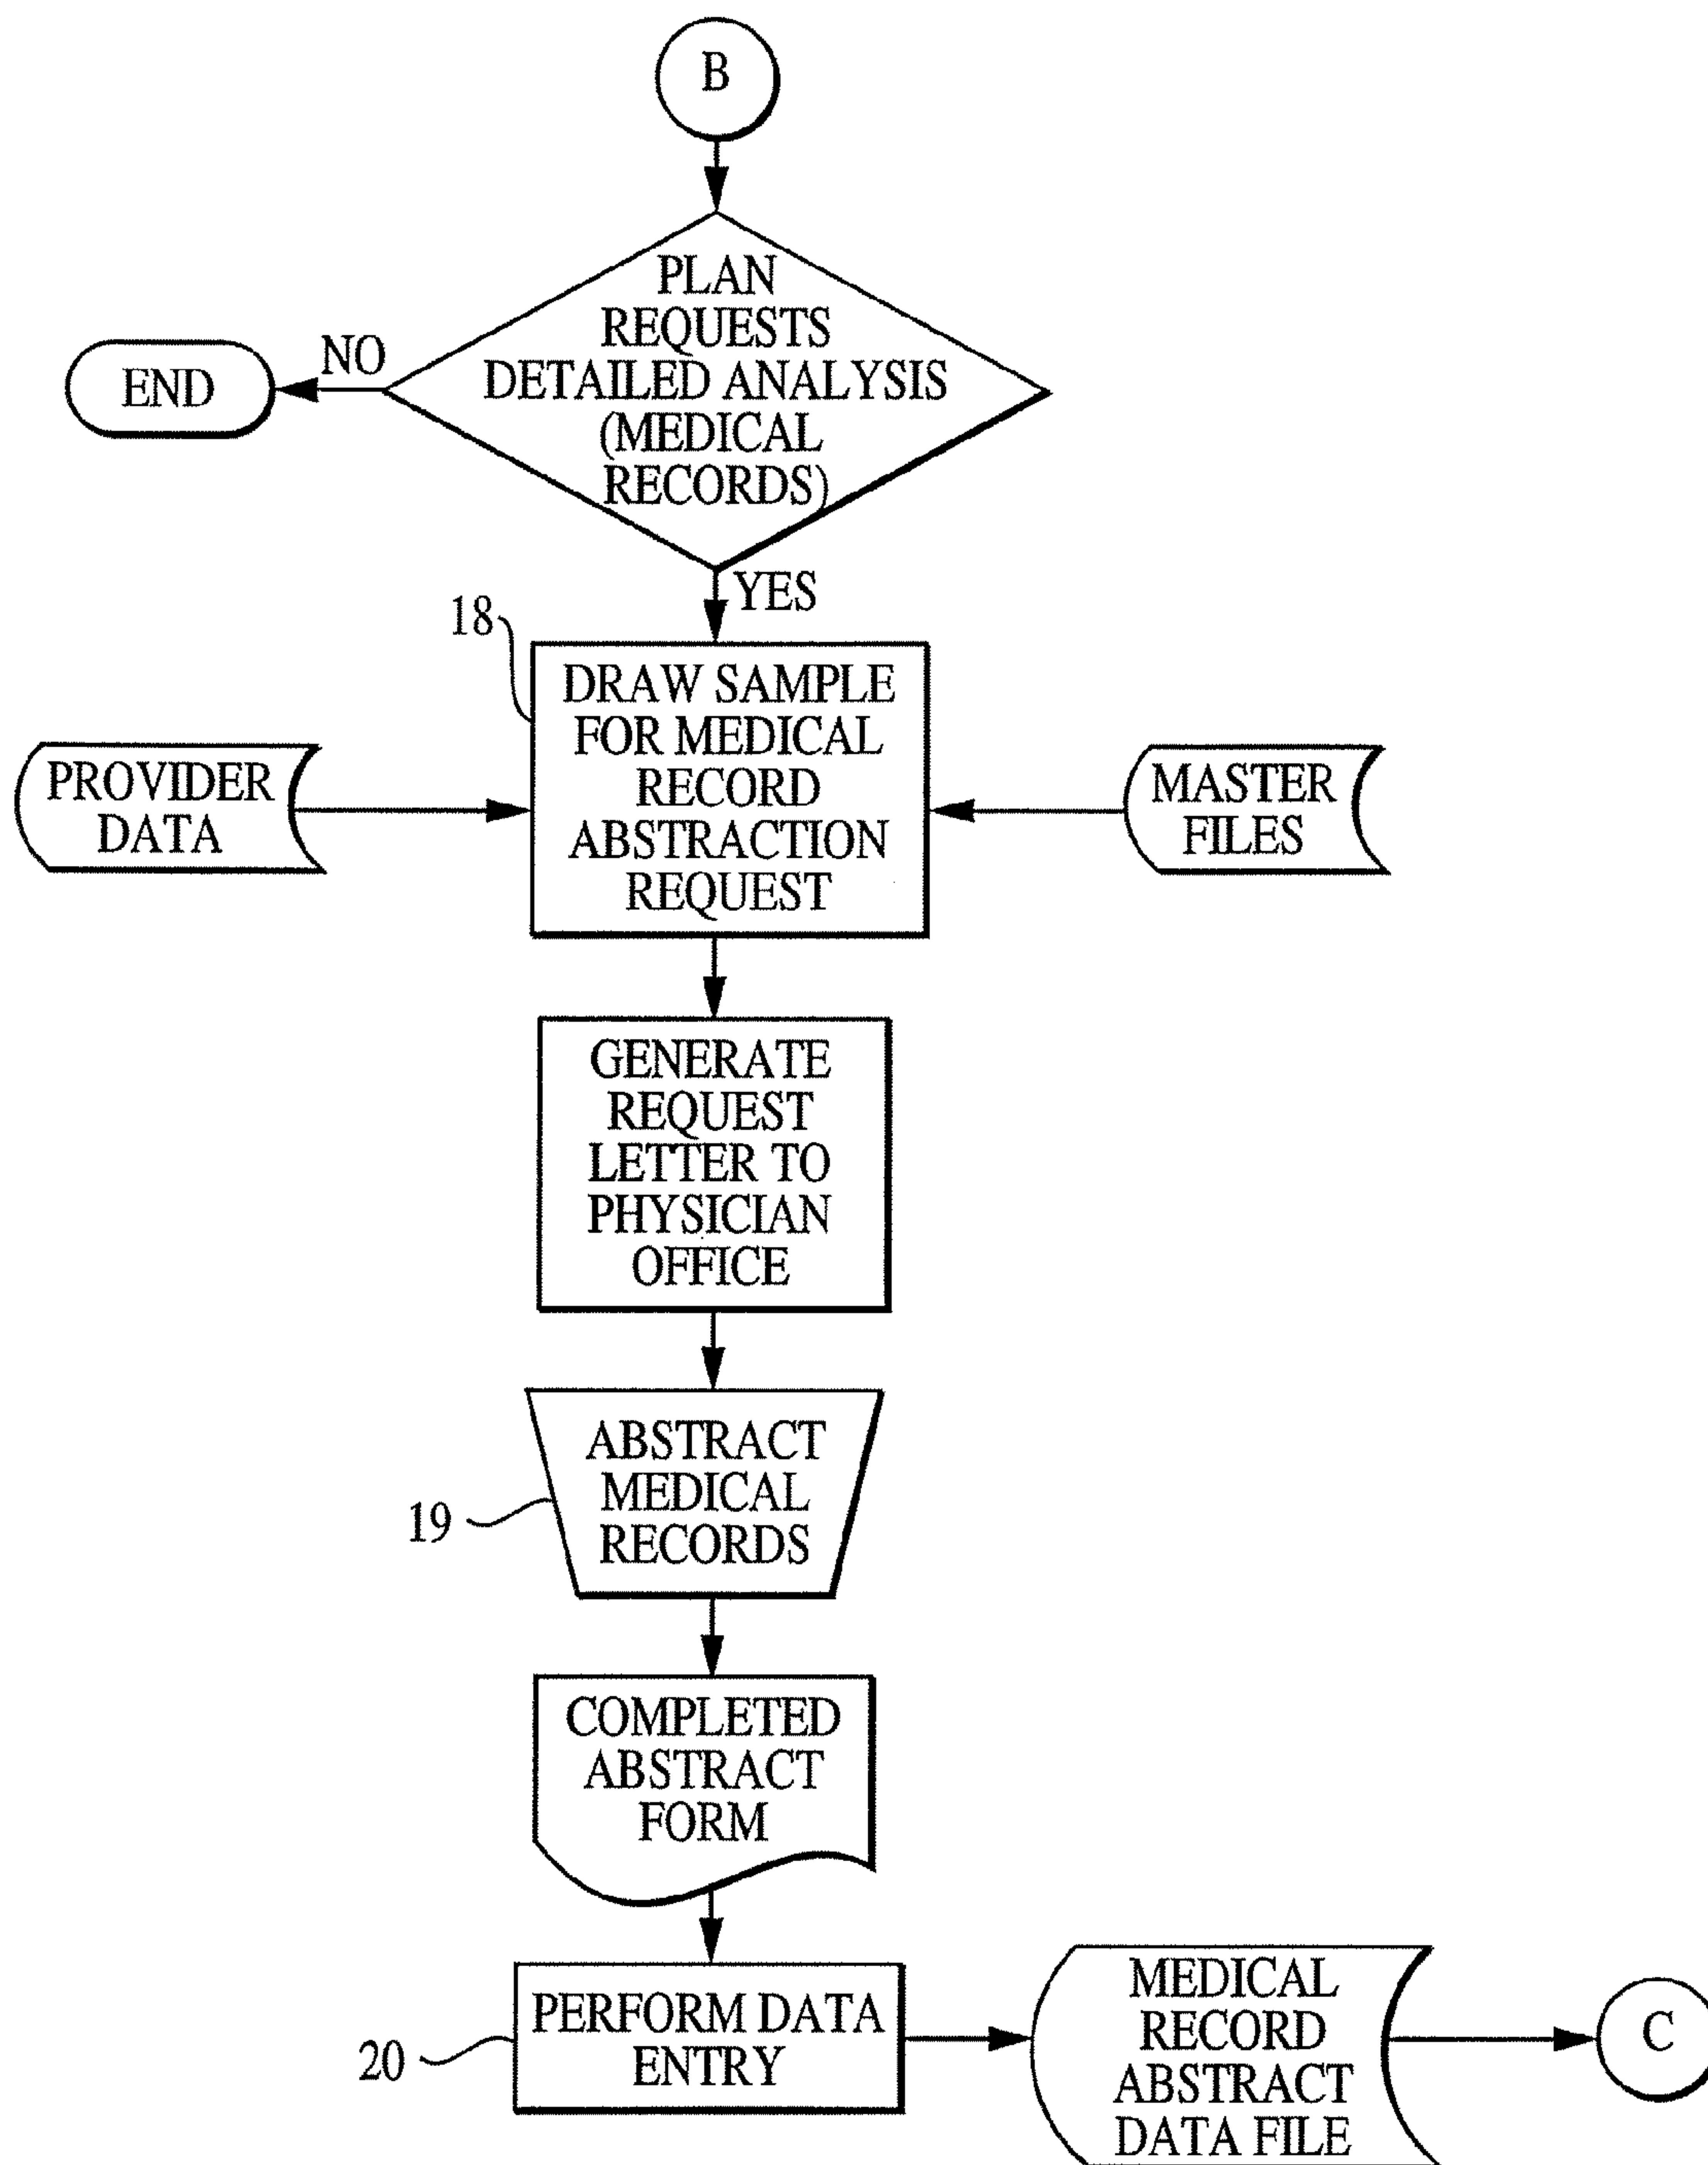 B
PLAN
REQUESTS
DETAILED ANALYSIS
(MEDICAL
RECORDS)
NO
END
YES
18
DRAW SAMPLE
FOR MEDICAL
RECORD
ABSTRACTION
REQUEST
PROVIDER
DATA
MASTER
FILES
GENERATE
REQUEST
LETTER TO
PHYSICIAN
OFFICE
19
ABSTRACT
MEDICAL
RECORDS
COMPLETED
ABSTRACT
FORM
20
PERFORM DATA
ENTRY
MEDICAL
RECORD
ABSTRACT
DATA FILE
C